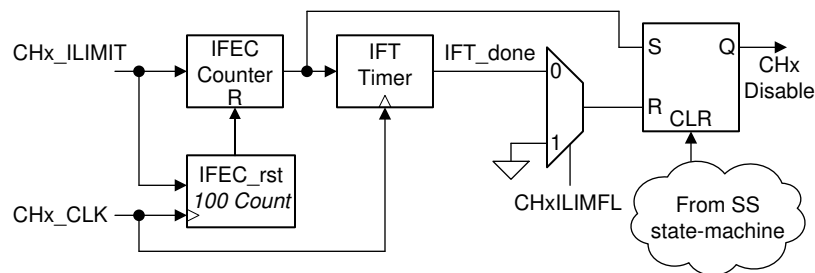 CHx_ILIMIT
IFEC
Counter
R
IFT
Timer
IFT_done
0
1
S
Q
R
CLR
CHx
Disable
IFEC_rst
100 Count
CHx_CLK
CHxILIMFL
From SS
state-machine